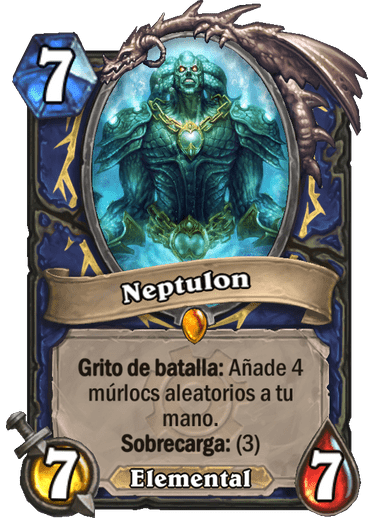 7
Neptulon
Grito de batalla: Añade 4
múrlocs aleatorios a tu
mano.
Sobrecarga: (3)
7
Elemental
7